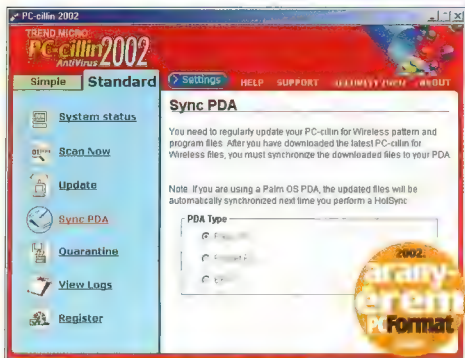 PC-cillin 2002
TREND MICRO
PC-cillin 2002
AntiVirus
Simple Standard Settings HELP SUPPORT ABOUT
Sync PDA
System status
You need to regularly update your PC-cillin for Wireless pattern and
program files. After you have downloaded the latest PC-cillin for
Wireless files, you must synchronize the downloaded files to your PDA
Scan Now
Update
Note: If you are using a Palm OS PDA, the updated files will be
automatically synchronized next time you perform a HotSync
Sync PDA
PDA Type
Quarantine
View Logs
Register
2002.
arany-
érem
PC Format